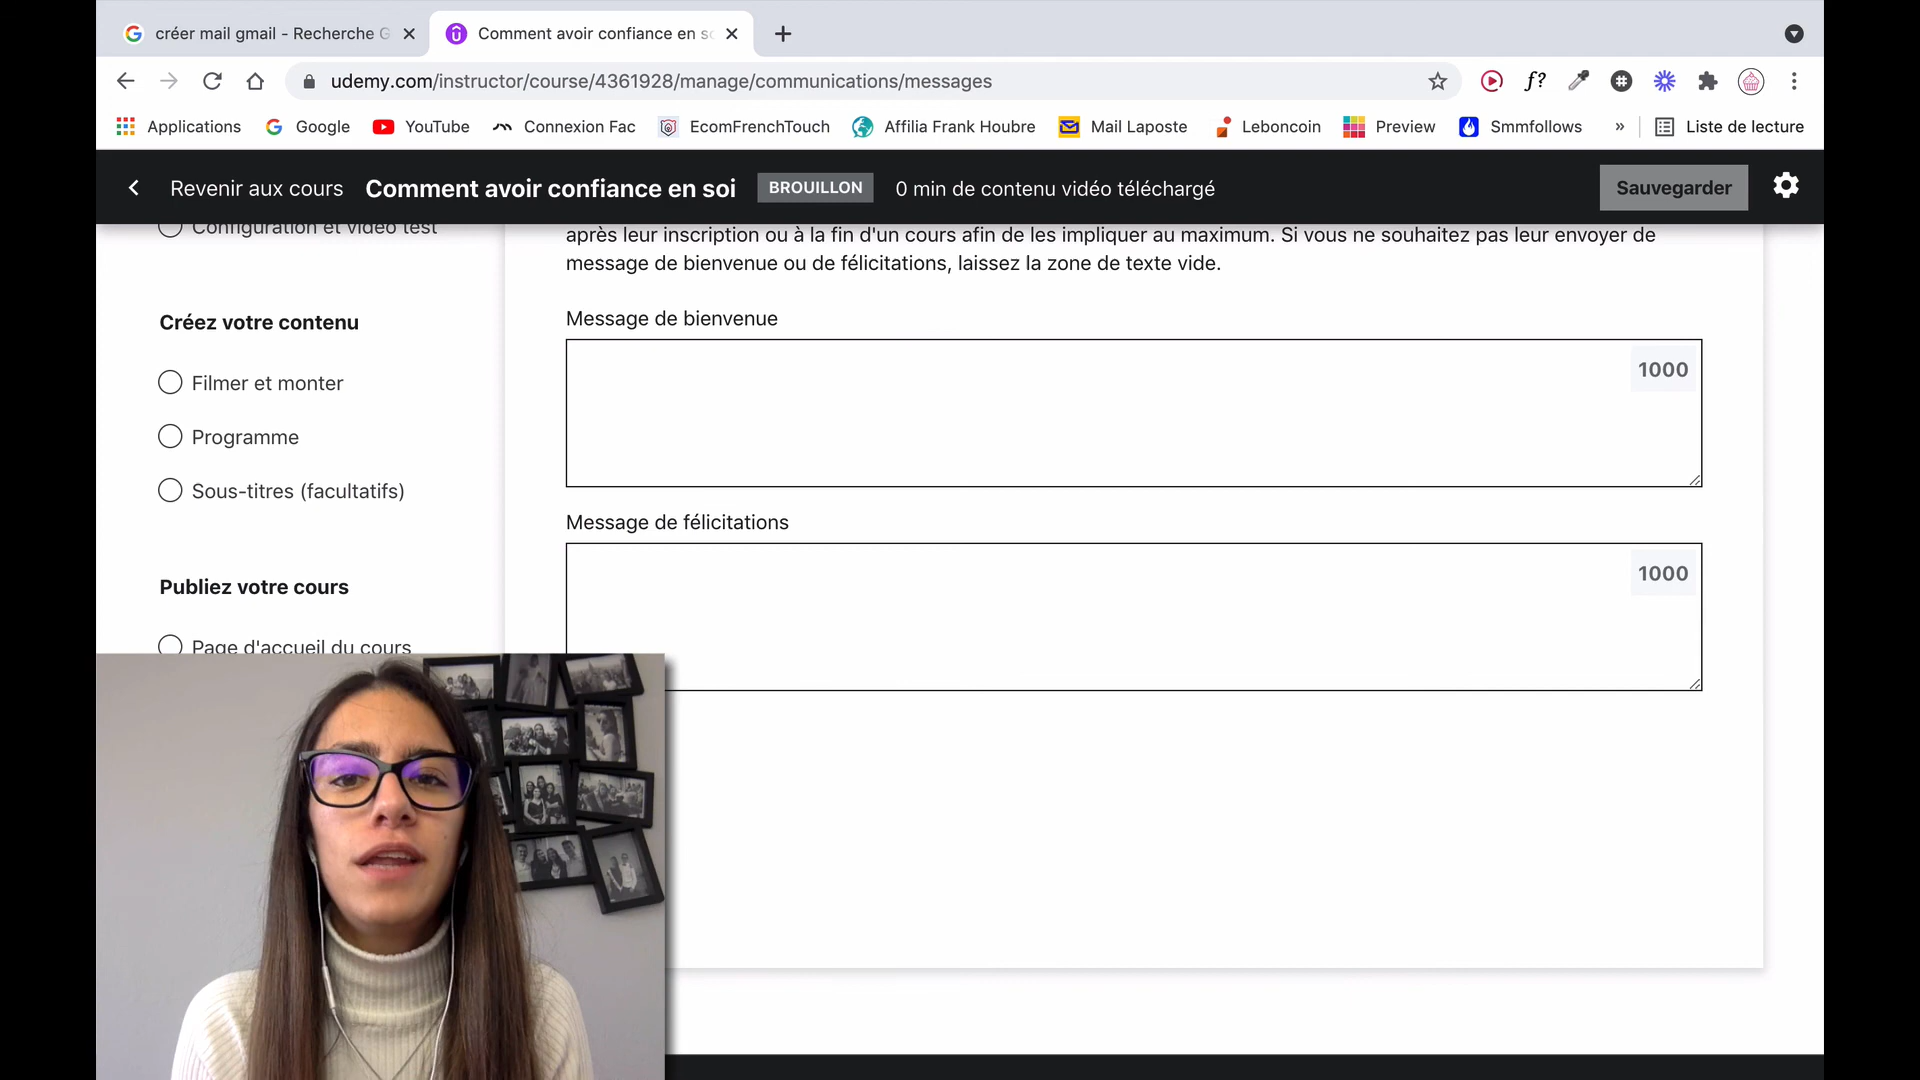 créer mail gmail - Recherche G
Comment avoir confiance en so
udemy.com/instructor/course/4361928/manage/communications/messages
f?
Applications
Google
YouTube
Connexion Fac
EcomFrenchTouch
Affilia Frank Houbre
Mail Laposte
Leboncoin
Preview
Smmfollows
»
Liste de lecture
Revenir aux cours
Comment avoir confiance en soi
BROUILLON
0 min de contenu vidéo téléchargé
Sauvegarder
Configuration et vidéo test
Créez votre contenu
Filmer et monter
Programme
Sous-titres (facultatifs)
Publiez votre cours
Page d'accueil du cours
après leur inscription ou à la fin d'un cours afin de les impliquer au maximum. Si vous ne souhaitez pas leur envoyer de
message de bienvenue ou de félicitations, laissez la zone de texte vide.
Message de bienvenue
1000
Message de félicitations
1000